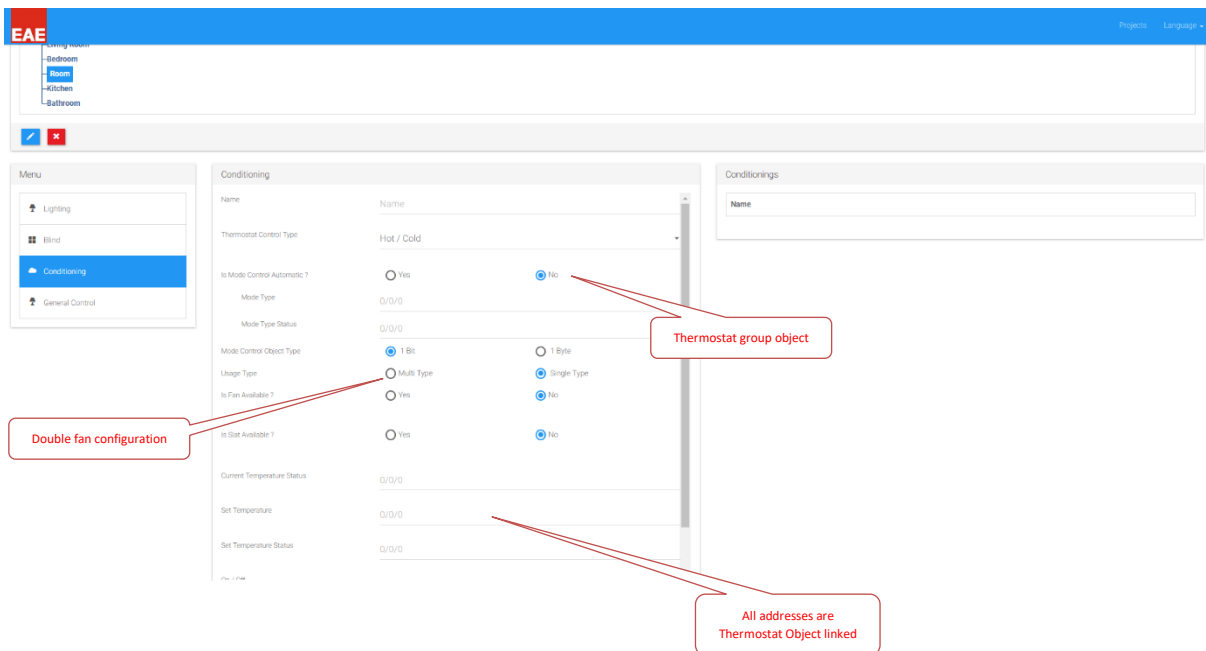 EAE
Projects Language
Living Room
Bedroom
Room
Kitchen
Bathroom
Menu
Lighting
Blind
Conditioning
General Control
Conditioning
Name
Name
Thermostat Control Type
Hot / Cold
Is Mode Control Automatic ?
Yes
No
Mode Type
0/0/0
Mode Type Status
0/0/0
Mode Control Object Type
1 Bit
1 Byte
Usage Type
Multi Type
Single Type
Is Fan Available ?
Yes
No
Is Slat Available ?
Yes
No
Current Temperature Status
0/0/0
Set Temperature
0/0/0
Set Temperature Status
0/0/0
On / Off
Conditionings
Name
Thermostat group object
Double fan configuration
All addresses are
Thermostat Object linked